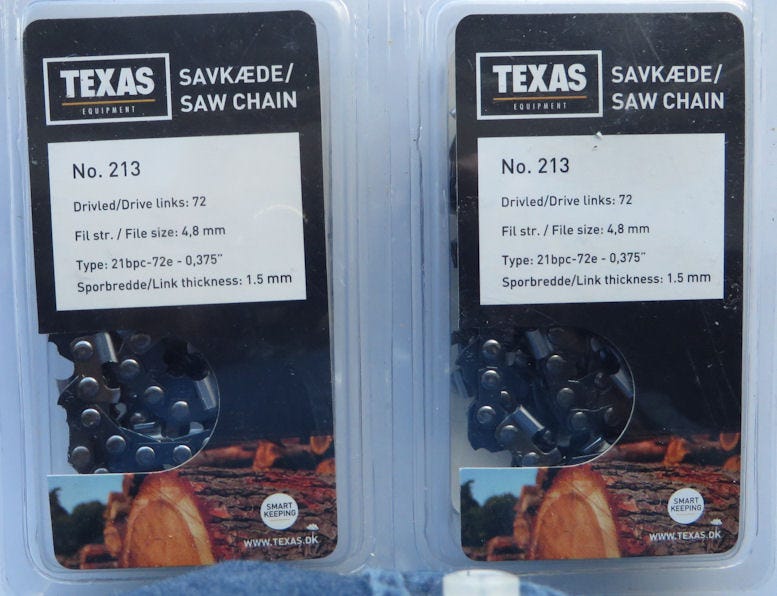 TEXAS
EQUIPMENT
SAVKÆDE/
SAW CHAIN
No. 213
Drivled/Drive links: 72
Fil str. / File size: 4,8 mm
Type: 21bpc-72e - 0,375"
Sporbredde/Link thickness: 1.5 mm
SMART
KEEPING
WWW.TEXAS.DK
TEXAS
EQUIPMENT
SAVKÆDE/
SAW CHAIN
No. 213
Drivled/Drive links: 72
Fil str. / File size: 4,8 mm
Type: 21bpc-72e - 0,375"
Sporbredde/Link thickness: 1.5 mm
SMART
KEEPING
WWW.TEXAS.DK